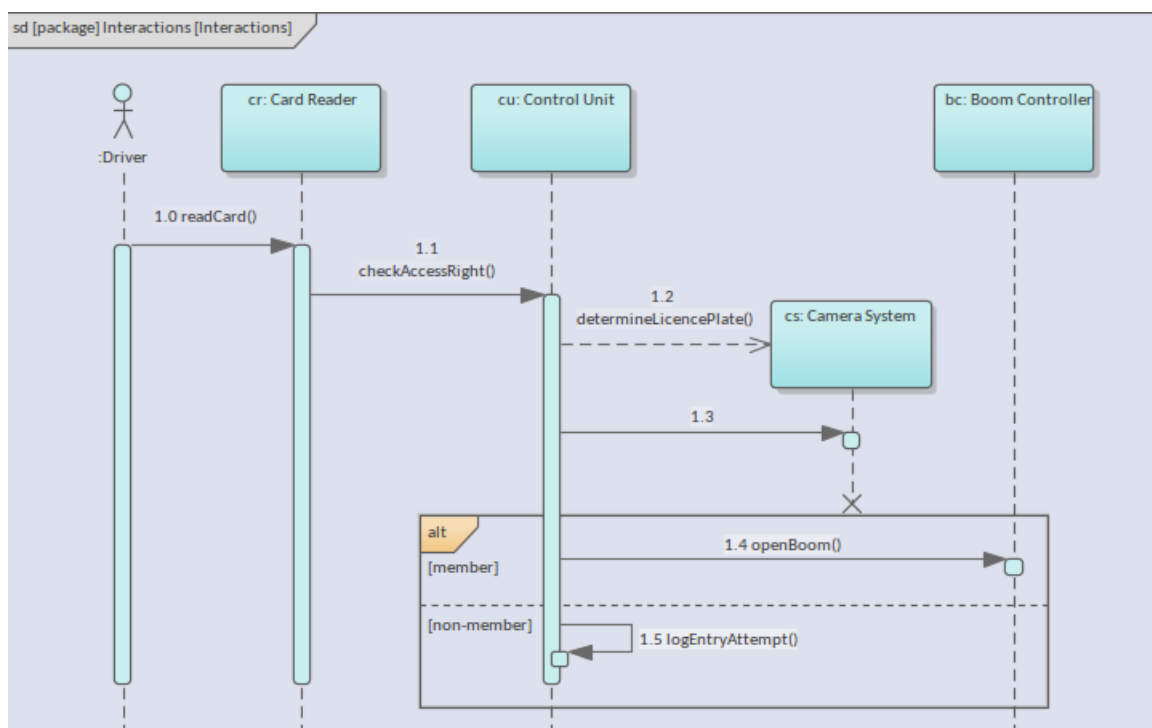 sd [package] Interactions [Interactions]
cr: Card Reader
cu: Control Unit
bc: Boom Controller
:Driver
1.0 readCard()
1.1
checkAccessRight()
1.2
determineLicencePlate()
cs: Camera System
1.3
alt
1.4 openBoom()
[member]
[non-member]
1.5 logEntryAttempt()